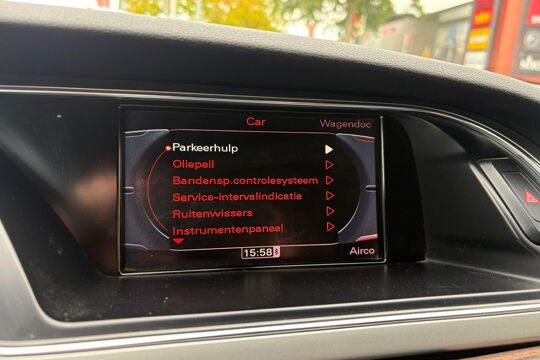 Car
Wagendoc
Parkeerhulp
Oliepeil
Bandensp.controlesysteem
Service-intervalindicatie
Ruitenwissers
Instrumentenpaneel
15:58
Airco